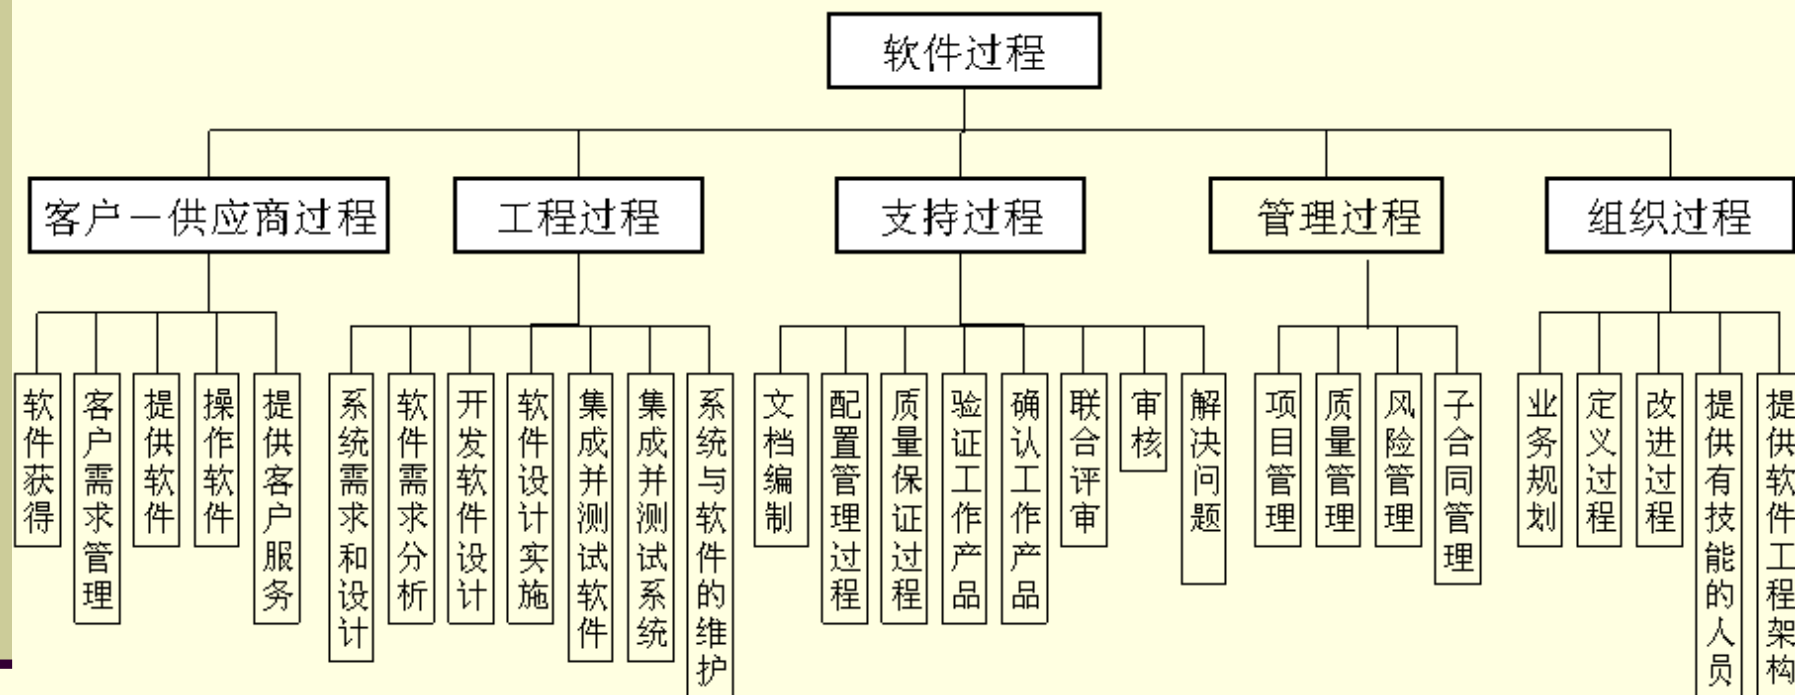 软件过程
客户－供应商过程
工程过程
支持过程
管理过程
组织过程
软件获得
客户需求管理
提供软件
操作软件
提供客户服务
系统需求和设计
软件需求分析
开发软件设计
软件设计实施
集成并测试软件
集成并测试系统
系统与软件的维护
文档编制
配置管理过程
质量保证过程
验证工作产品
确认工作产品
联合评审
审核
解决问题
项目管理
质量管理
风险管理
子合同管理
业务规划
定义过程
改进过程
提供有技能的人员
提供软件工程架构